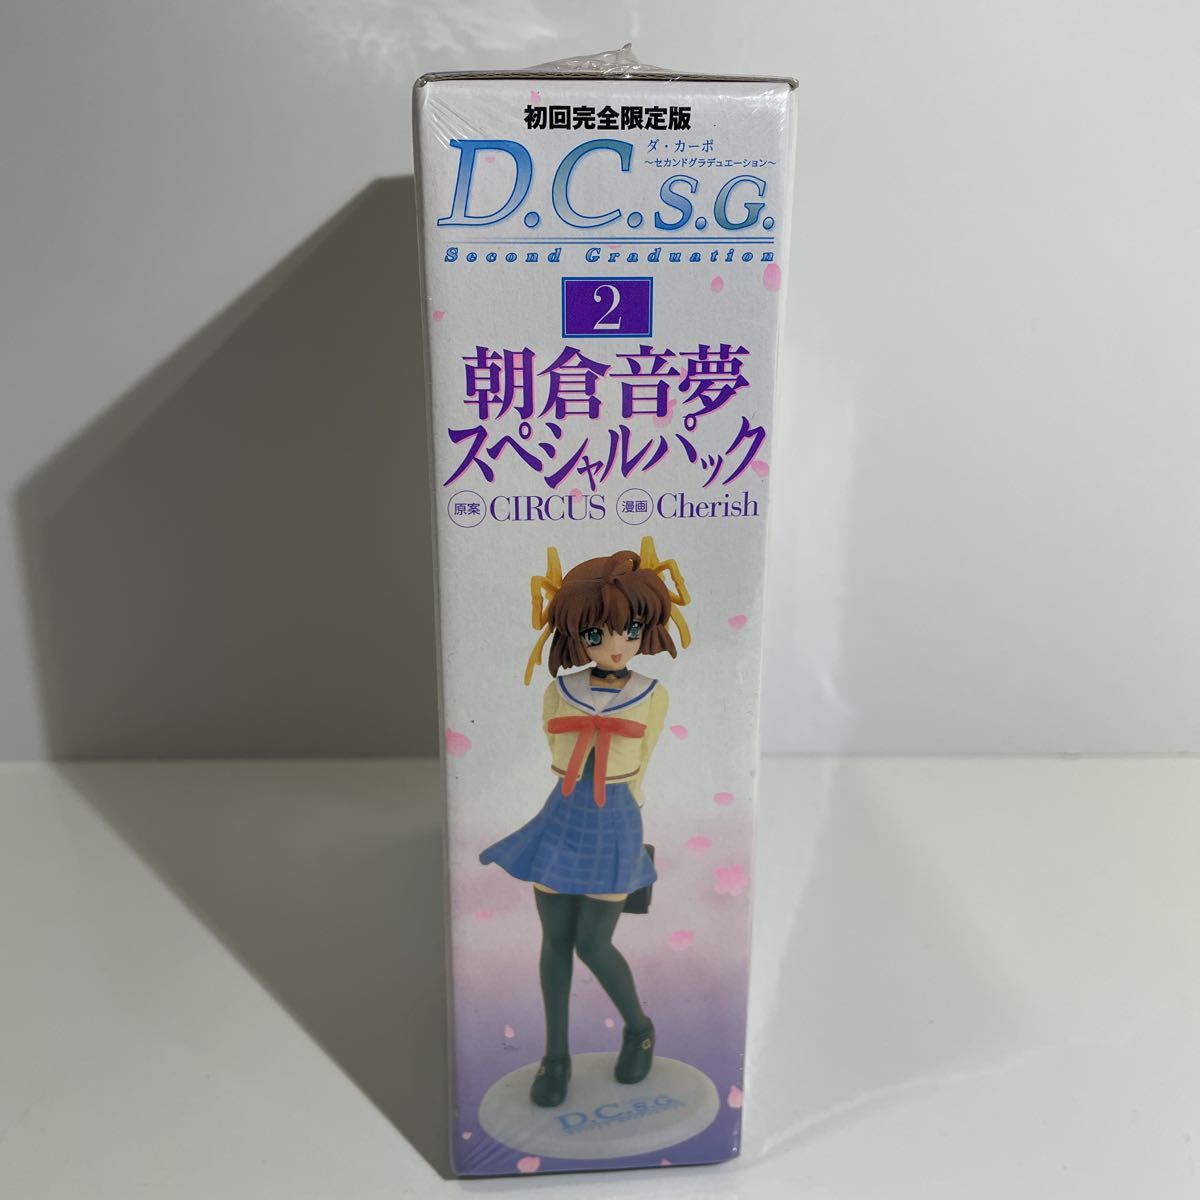 初回完全限定版
ダ・カーポ
～セカンドグラデュエーション～
D.C.S.G.
Second Graduation
2
朝倉音夢
スペシャルパック
原案 CIRCUS 漫画 Cherish
D.C.S.G.